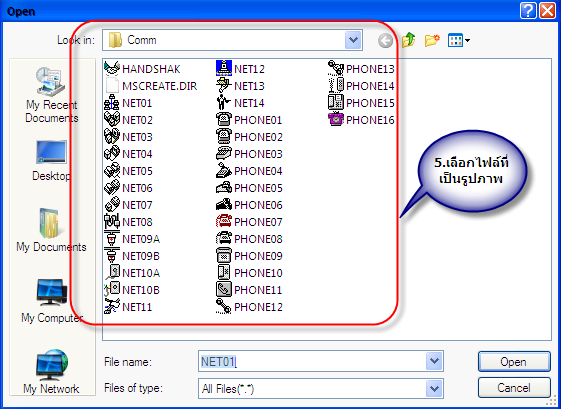 Open
Look in:
Comm
My Recent
Documents
Desktop
My Documents
My Computer
My Network
HANDSHAK
MSCREATE.DIR
NET01
NET02
NET03
NET04
NET05
NET06
NET07
NET08
NET09A
NET09B
NET10A
NET10B
NET11
NET12
NET13
NET14
PHONE01
PHONE02
PHONE03
PHONE04
PHONE05
PHONE06
PHONE07
PHONE08
PHONE09
PHONE10
PHONE11
PHONE12
PHONE13
PHONE14
PHONE15
PHONE16
5.เลือกไฟล์ที่
เป็นรูปภาพ
File name:
NET01
Open
Files of type:
All Files(*.*)
Cancel